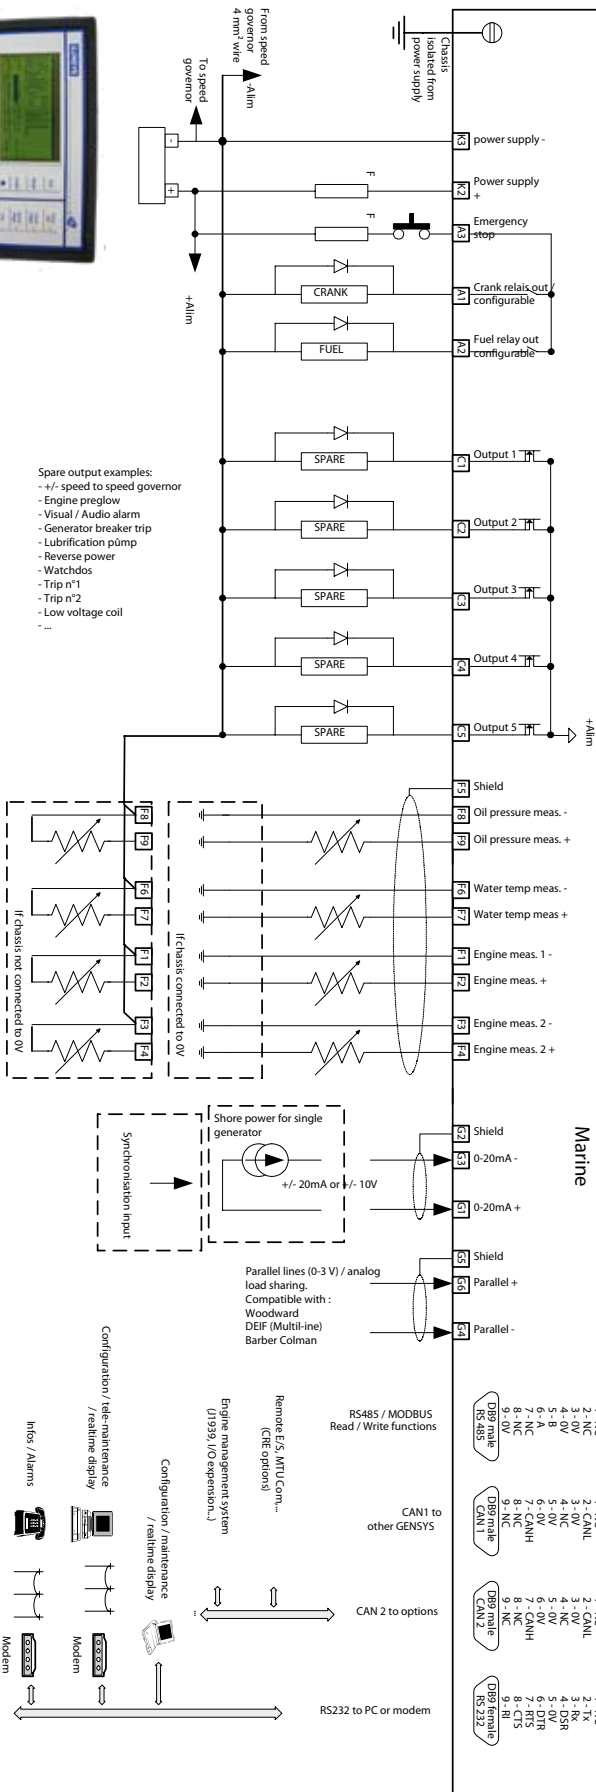 From speed
governor
4 mm² wire
-Alim
To speed
governor
Chassis
isolated from
power supply
-
+
+Alim
F
F
K3
power supply -
K2
Power supply
+
A3
Emergency
stop
CRANK
A1
Crank relais out /
configurable
FUEL
A2
Fuel relay out
configurable
SPARE
C1
Output 1
SPARE
C2
Output 2
SPARE
C3
Output 3
SPARE
C4
Output 4
SPARE
C5
Output 5
+Alim
Spare output examples:
- +/- speed to speed governor
- Engine preglow
- Visual / Audio alarm
- Generator breaker trip
- Lubrification pûmp
- Reverse power
- Watchdos
- Trip n°1
- Trip n°2
- Low voltage coil
- ...
F5
Shield
F8
Oil pressure meas. -
F9
Oil pressure meas. +
F6
Water temp meas. -
F7
Water temp meas +
F1
Engine meas. 1 -
F2
Engine meas. +
F3
Engine meas. 2 -
F4
Engine meas. 2 +
F8
F9
F6
F7
F1
F2
F3
F4
If chassis not connected to 0V
If chassis connected to 0V
Marine
Synchronisation input
Shore power for single
generator
+/- 20mA or +/- 10V
G2
Shield
G3
0-20mA -
G1
0-20mA +
G5
Shield
G6
Parallel +
G4
Parallel -
Parallel lines (0-3 V) / analog
load sharing.
Compatible with :
Woodward
DEIF (Multil-ine)
Barber Colman
RS485 / MODBUS
Read / Write functions
2 - NC
3 - 0V
4 - 0V
5 - B
6 - A
7 - NC
8 - NC
9 - 0V
DB9 male
RS 485
CAN1 to
other GENSYS
2 - CANL
3 - 0V
4 - NC
5 - 0V
6 - 0V
7 - CANH
8 - NC
9 - NC
DB9 male
CAN 1
Remote E/S, MTU Com,...
(CRE options)
Engine management system
(J1939, I/O expension...)
...
CAN 2 to options
2 - CANL
3 - 0V
4 - NC
5 - 0V
6 - 0V
7 - CANH
8 - NC
9 - NC
DB9 male
CAN 2
Configuration / maintenance
/ realtime display
Configuration / tele-maintenance
/ realtime display
Infos / Alarms
Modem
Modem
RS232 to PC or modem
2 - Tx
3 - Rx
4 - DSR
5 - 0V
6 - DTR
7 - RTS
8 - CTS
9 - RI
DB9 female
RS 232